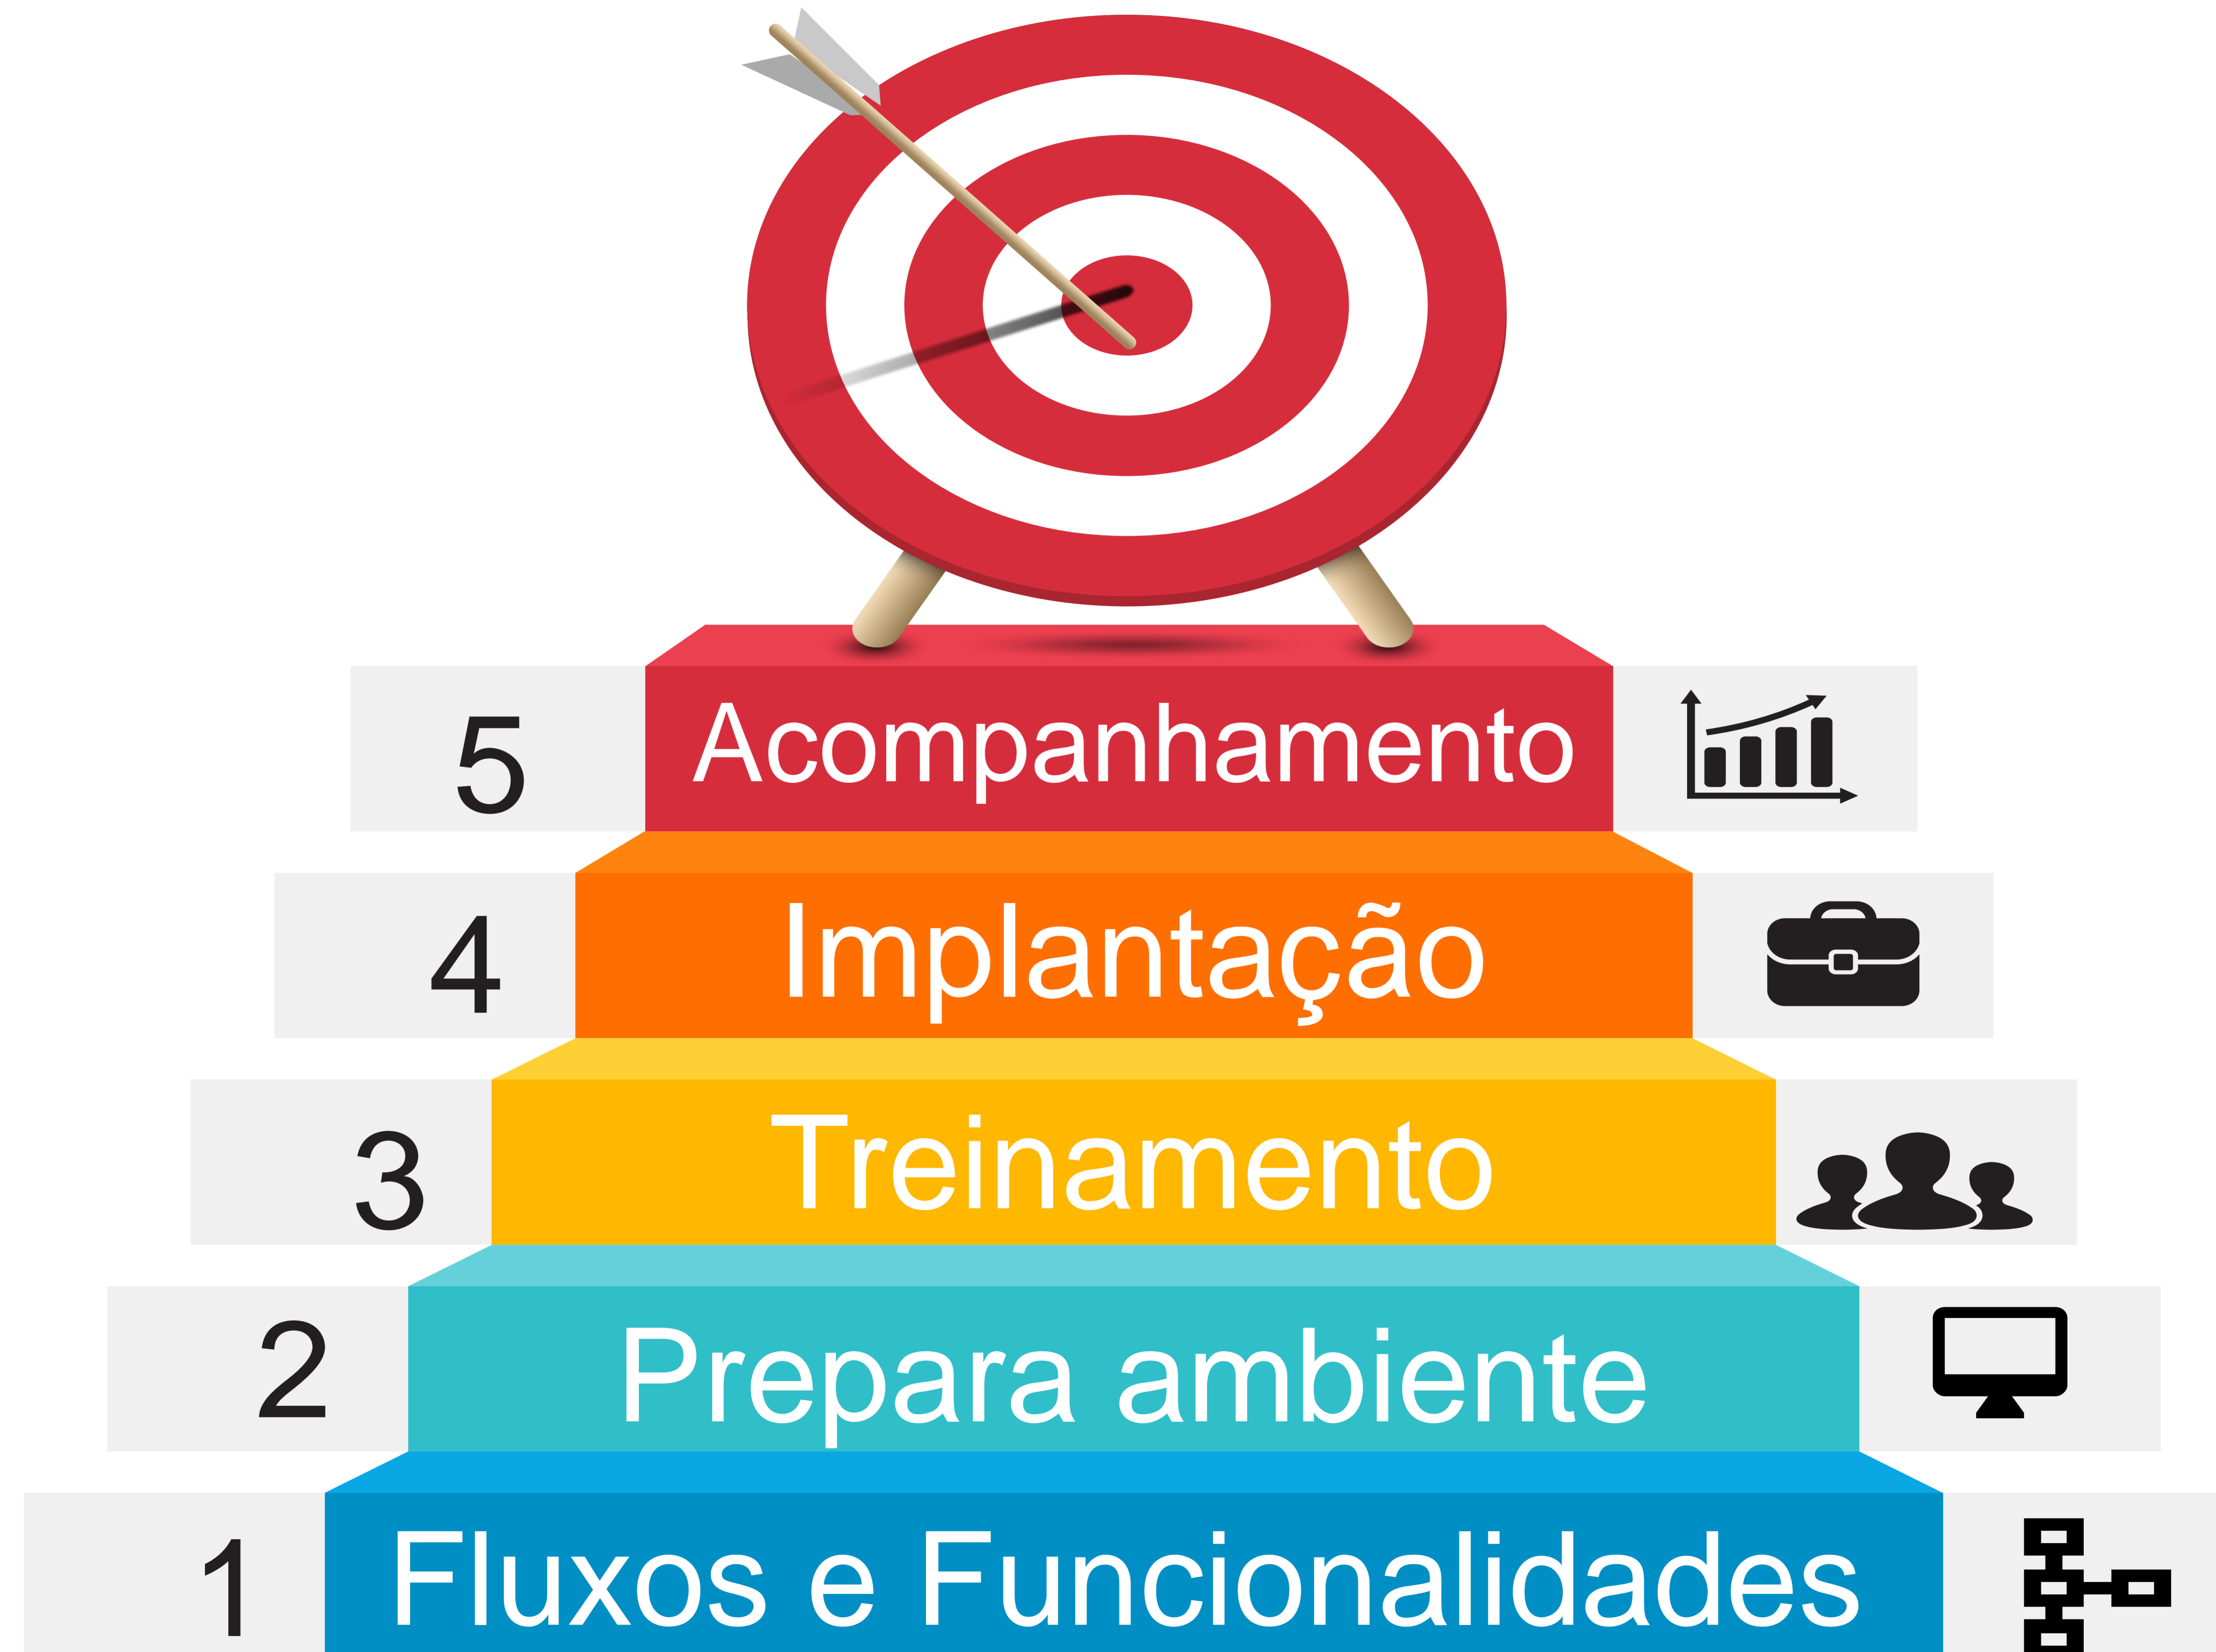 5 Acompanhamento
4 Implantação
3 Treinamento
2 Prepara ambiente
1 Fluxos e Funcionalidades